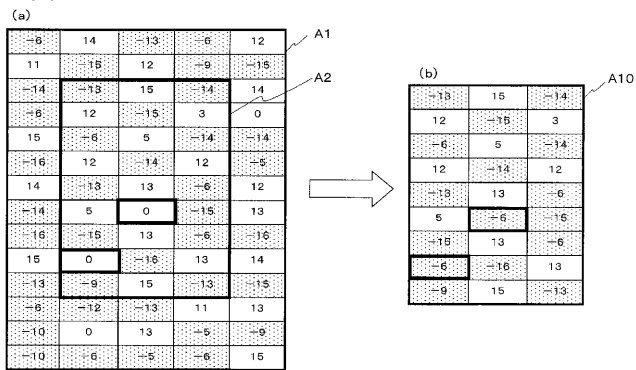 (a)
A1
−6 14 −13 −6 12
11 −15 12 −9 −15
−14 −13 15 −14 14
−6 12 −15 3 0
15 −6 5 −14 −14
−16 12 −14 12 −5
14 −13 13 −6 12
−14 5 0 −15 13
−16 −15 13 −6 −16
15 0 −16 13 14
−13 −9 15 −13 −15
−6 −12 −13 11 13
−10 0 13 −5 −9
−10 −6 −5 −6 15
A2
(b)
A10
−13 15 −14
12 −15 3
−6 5 −14
12 −14 12
−13 13 −6
5 −6 −15
−15 13 −6
−6 −16 13
−9 15 −13